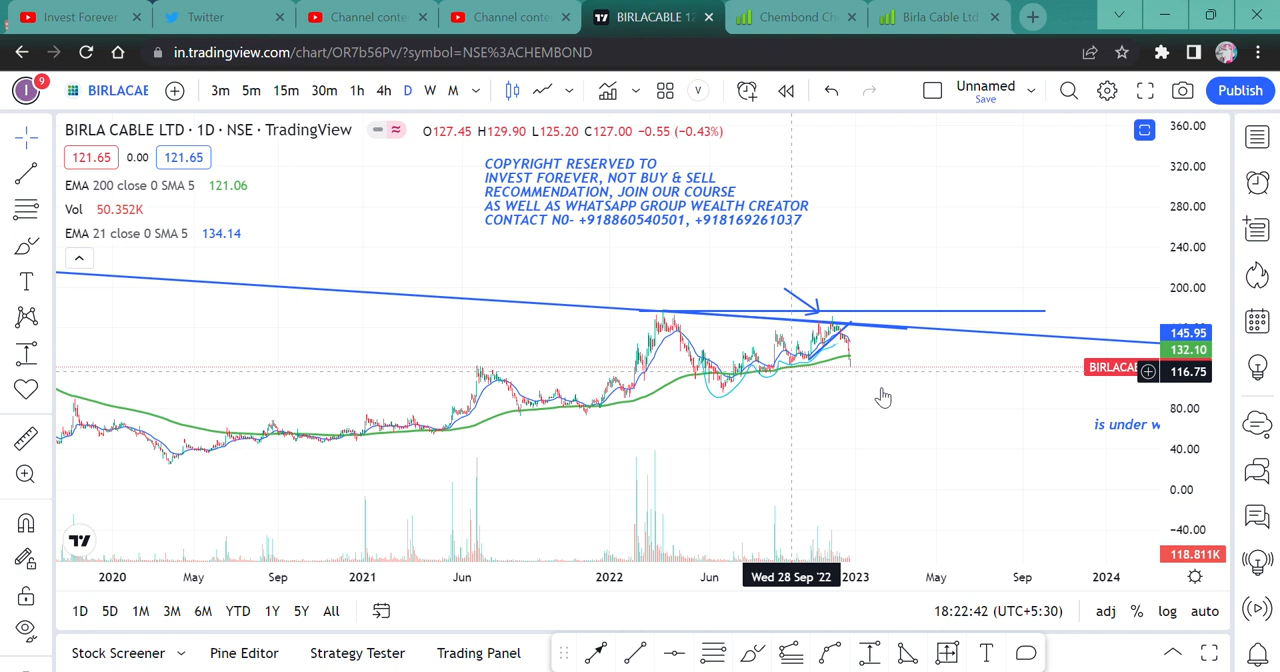 Invest Forever
Twitter
Channel conte
Channel conte
BIRLACABLE 12
Chembond Ch
Birla Cable Ltd
in.tradingview.com/chart/OR7b56Pv/?symbol=NSE%3ACHEMBOND
I 9
BIRLACAE
3m 5m 15m 30m 1h 4h D W M
V
Unnamed
Save
Publish
BIRLA CABLE LTD · 1D · NSE · TradingView
O127.45 H129.90 L125.20 C127.00 −0.55 (−0.43%)
121.65 0.00 121.65
EMA 200 close 0 SMA 5 121.06
Vol 50.352K
EMA 21 close 0 SMA 5 134.14
COPYRIGHT RESERVED TO
INVEST FOREVER, NOT BUY & SELL
RECOMMENDATION, JOIN OUR COURSE
AS WELL AS WHATSAPP GROUP WEALTH CREATOR
CONTACT N0- +918860540501, +918169261037
360.00
320.00
280.00
240.00
200.00
145.95
132.10
BIRLACAE
116.75
80.00
is under w
40.00
0.00
−40.00
118.811K
2020 May Sep 2021 Jun 2022 Jun Wed 28 Sep '22 2023 May Sep 2024
1D 5D 1M 3M 6M YTD 1Y 5Y All
18:22:42 (UTC+5:30) adj % log auto
Stock Screener Pine Editor Strategy Tester Trading Panel